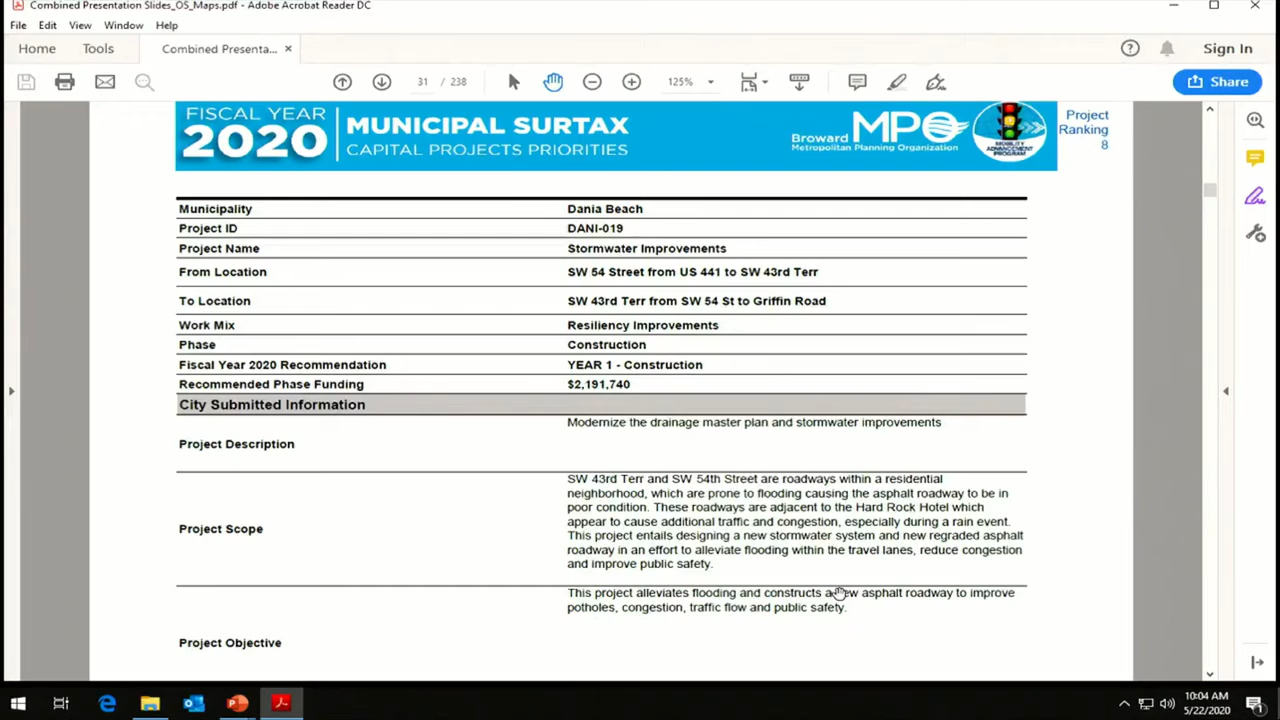 Combined Presentation Slides_OS_Maps.pdf - Adobe Acrobat Reader DC
File Edit View Window Help
Home Tools Combined Presenta... × Sign In
31 / 238 125% Share
FISCAL YEAR
2020
MUNICIPAL SURTAX
CAPITAL PROJECTS PRIORITIES
Broward MPO
Metropolitan Planning Organization
MOBILITY
ADVANCEMENT
PROGRAM
Project
Ranking
8
Municipality Dania Beach
Project ID DANI-019
Project Name Stormwater Improvements
From Location SW 54 Street from US 441 to SW 43rd Terr
To Location SW 43rd Terr from SW 54 St to Griffin Road
Work Mix Resiliency Improvements
Phase Construction
Fiscal Year 2020 Recommendation YEAR 1 - Construction
Recommended Phase Funding $2,191,740
City Submitted Information
Project Description
Modernize the drainage master plan and stormwater improvements
Project Scope
SW 43rd Terr and SW 54th Street are roadways within a residential
neighborhood, which are prone to flooding causing the asphalt roadway to be in
poor condition. These roadways are adjacent to the Hard Rock Hotel which
appear to cause additional traffic and congestion, especially during a rain event.
This project entails designing a new stormwater system and new regraded asphalt
roadway in an effort to alleviate flooding within the travel lanes, reduce congestion
and improve public safety.
Project Objective
This project alleviates flooding and constructs a new asphalt roadway to improve
potholes, congestion, traffic flow and public safety.
10:04 AM
5/22/2020
1